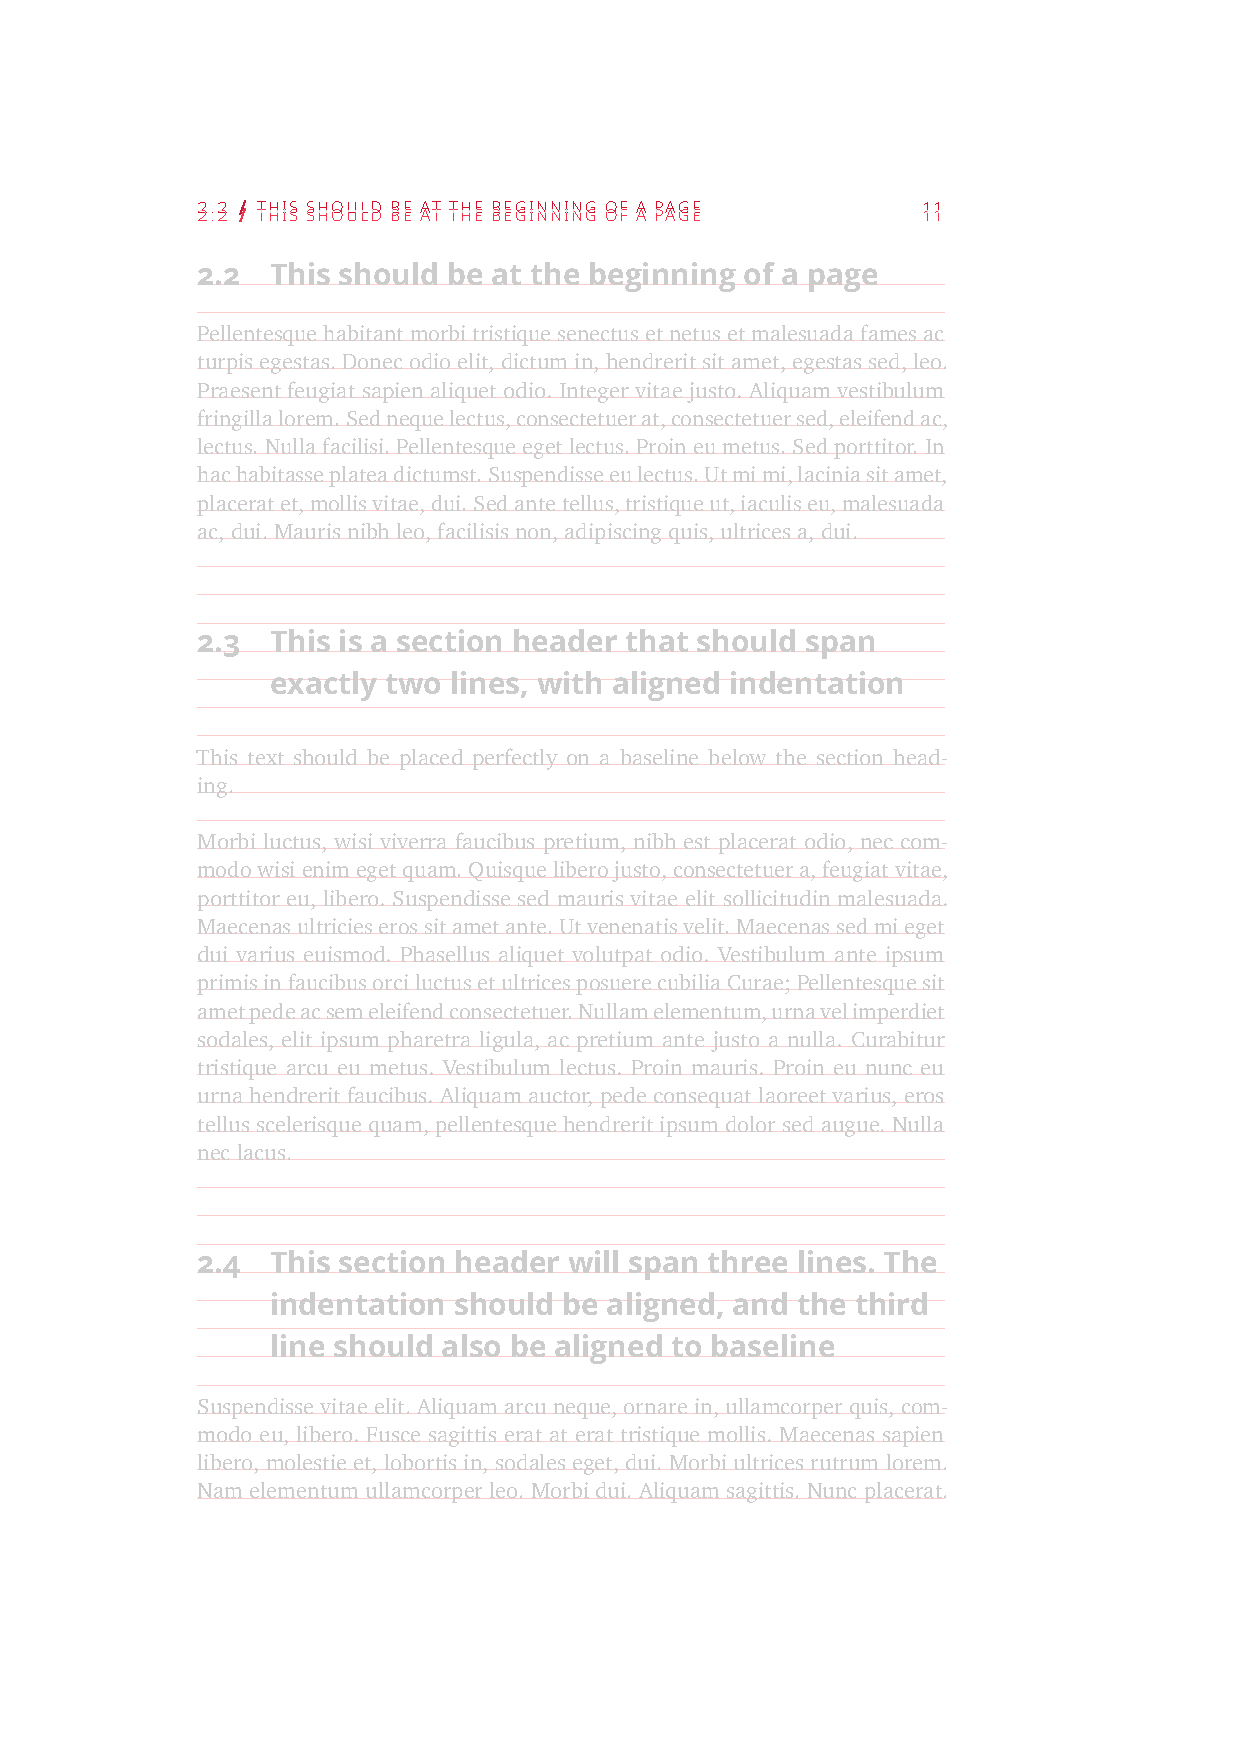 2.2 / THIS SHOULD BE AT THE BEGINNING OF A PAGE 11
2.2 This should be at the beginning of a page
Pellentesque habitant morbi tristique senectus et netus et malesuada fames ac
turpis egestas. Donec odio elit, dictum in, hendrerit sit amet, egestas sed, leo.
Praesent feugiat sapien aliquet odio. Integer vitae justo. Aliquam vestibulum
fringilla lorem. Sed neque lectus, consectetuer at, consectetuer sed, eleifend ac,
lectus. Nulla facilisi. Pellentesque eget lectus. Proin eu metus. Sed porttitor. In
hac habitasse platea dictumst. Suspendisse eu lectus. Ut mi mi, lacinia sit amet,
placerat et, mollis vitae, dui. Sed ante tellus, tristique ut, iaculis eu, malesuada
ac, dui. Mauris nibh leo, facilisis non, adipiscing quis, ultrices a, dui.
2.3 This is a section header that should span
exactly two lines, with aligned indentation
This text should be placed perfectly on a baseline below the section head-
ing.
Morbi luctus, wisi viverra faucibus pretium, nibh est placerat odio, nec com-
modo wisi enim eget quam. Quisque libero justo, consectetuer a, feugiat vitae,
porttitor eu, libero. Suspendisse sed mauris vitae elit sollicitudin malesuada.
Maecenas ultricies eros sit amet ante. Ut venenatis velit. Maecenas sed mi eget
dui varius euismod. Phasellus aliquet volutpat odio. Vestibulum ante ipsum
primis in faucibus orci luctus et ultrices posuere cubilia Curae; Pellentesque sit
amet pede ac sem eleifend consectetuer. Nullam elementum, urna vel imperdiet
sodales, elit ipsum pharetra ligula, ac pretium ante justo a nulla. Curabitur
tristique arcu eu metus. Vestibulum lectus. Proin mauris. Proin eu nunc eu
urna hendrerit faucibus. Aliquam auctor, pede consequat laoreet varius, eros
tellus scelerisque quam, pellentesque hendrerit ipsum dolor sed augue. Nulla
nec lacus.
2.4 This section header will span three lines. The
indentation should be aligned, and the third
line should also be aligned to baseline
Suspendisse vitae elit. Aliquam arcu neque, ornare in, ullamcorper quis, com-
modo eu, libero. Fusce sagittis erat at erat tristique mollis. Maecenas sapien
libero, molestie et, lobortis in, sodales eget, dui. Morbi ultrices rutrum lorem.
Nam elementum ullamcorper leo. Morbi dui. Aliquam sagittis. Nunc placerat.